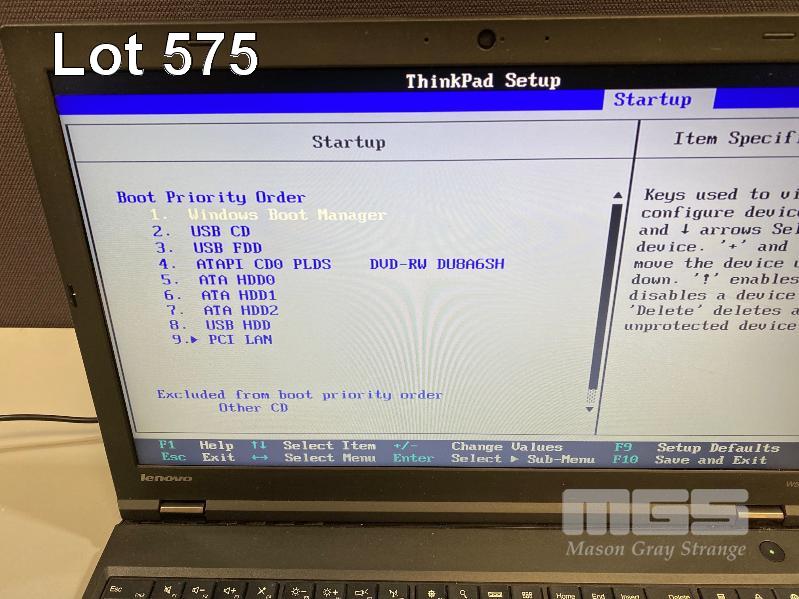 Lot 575
ThinkPad Setup
Startup
Startup
Item Specifi
Boot Priority Order
1. Windows Boot Manager
2. USB CD
3. USB FDD
4. ATAPI CD0 PLDS DVD-RW DU8A6SH
5. ATA HDD0
6. ATA HDD1
7. ATA HDD2
8. USB HDD
9.▸ PCI LAN
Excluded from boot priority order
Other CD
Keys used to vi
configure devic
and ↓ arrows Sel
device. '+' and
move the device u
down. '!' enables
disables a device
'Delete' deletes a
unprotected device
F1 Help ↑↓ Select Item +/- Change Values F9 Setup Defaults
Esc Exit ↔ Select Menu Enter Select ▸ Sub-Menu F10 Save and Exit
lenovo
MGS
Mason Gray Strange
Esc
Home End Insert Delete